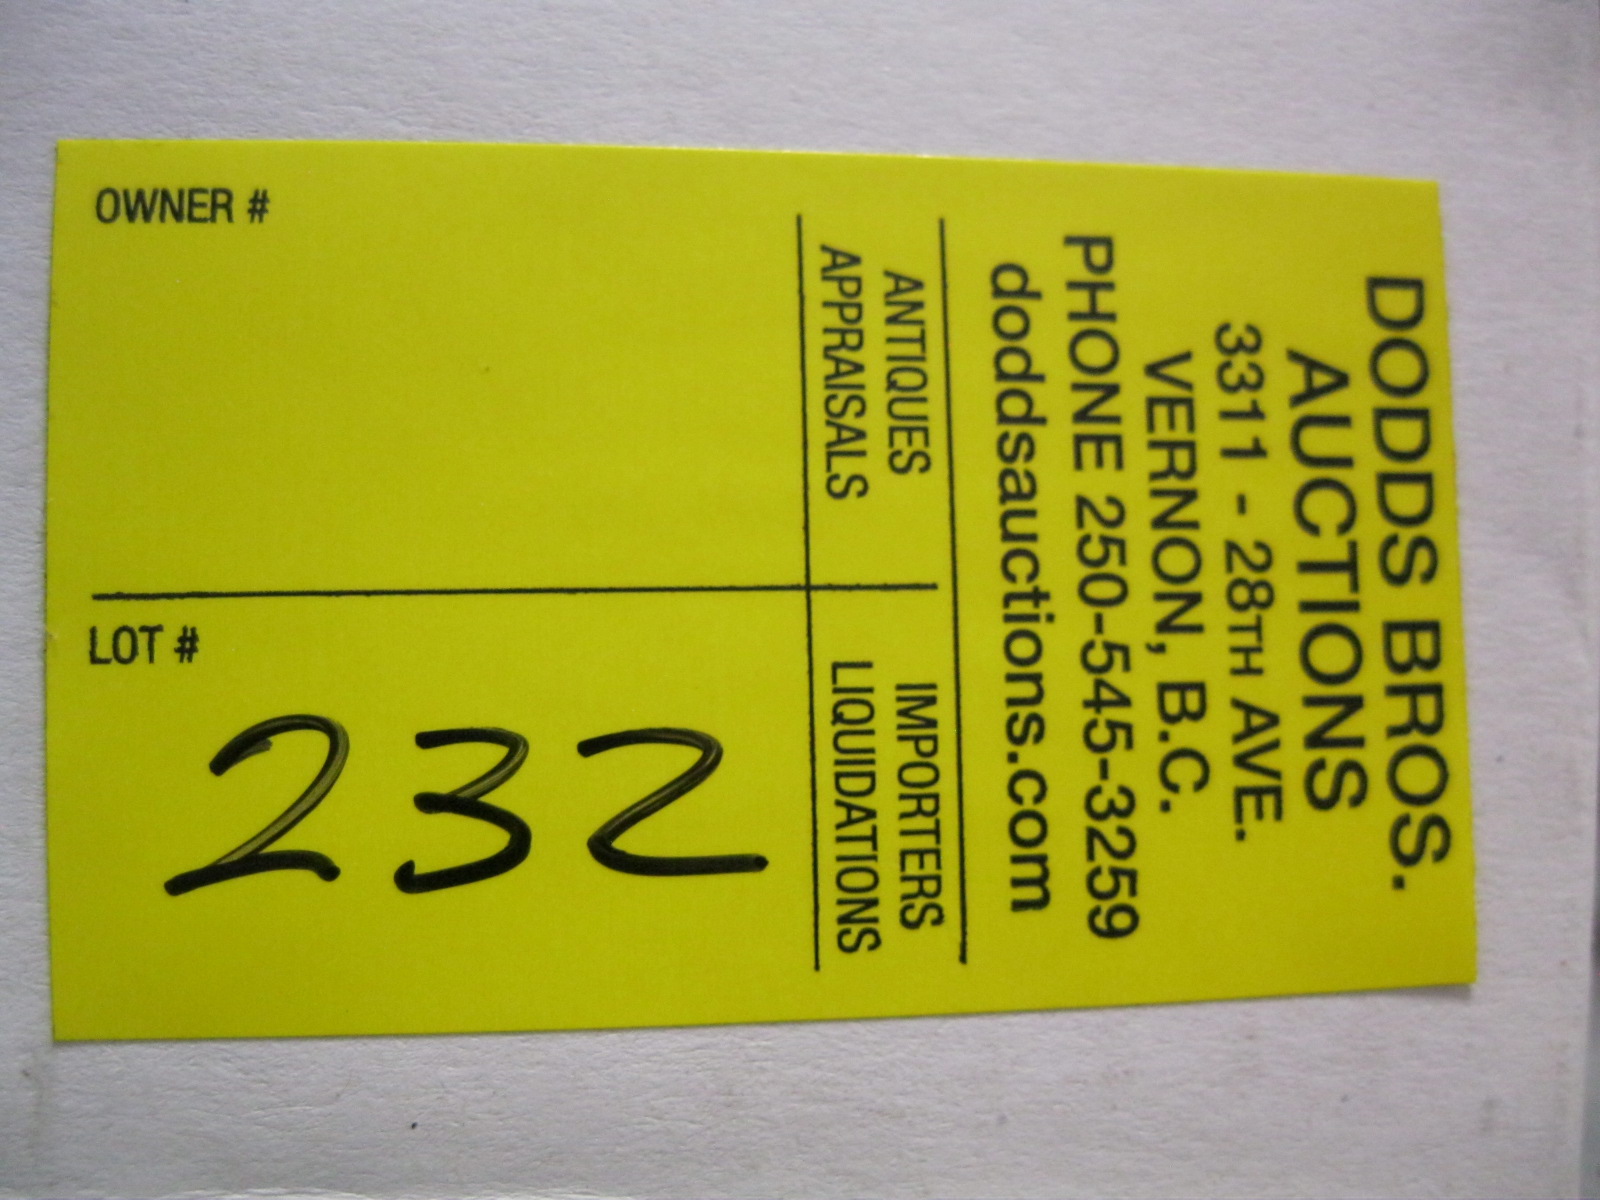 DODDS BROS.
AUCTIONS
3311 - 28TH AVE.
VERNON, B.C.
PHONE 250-545-3259
doddsauctions.com
ANTIQUES
APPRAISALS
IMPORTERS
LIQUIDATIONS
OWNER #
LOT #
232